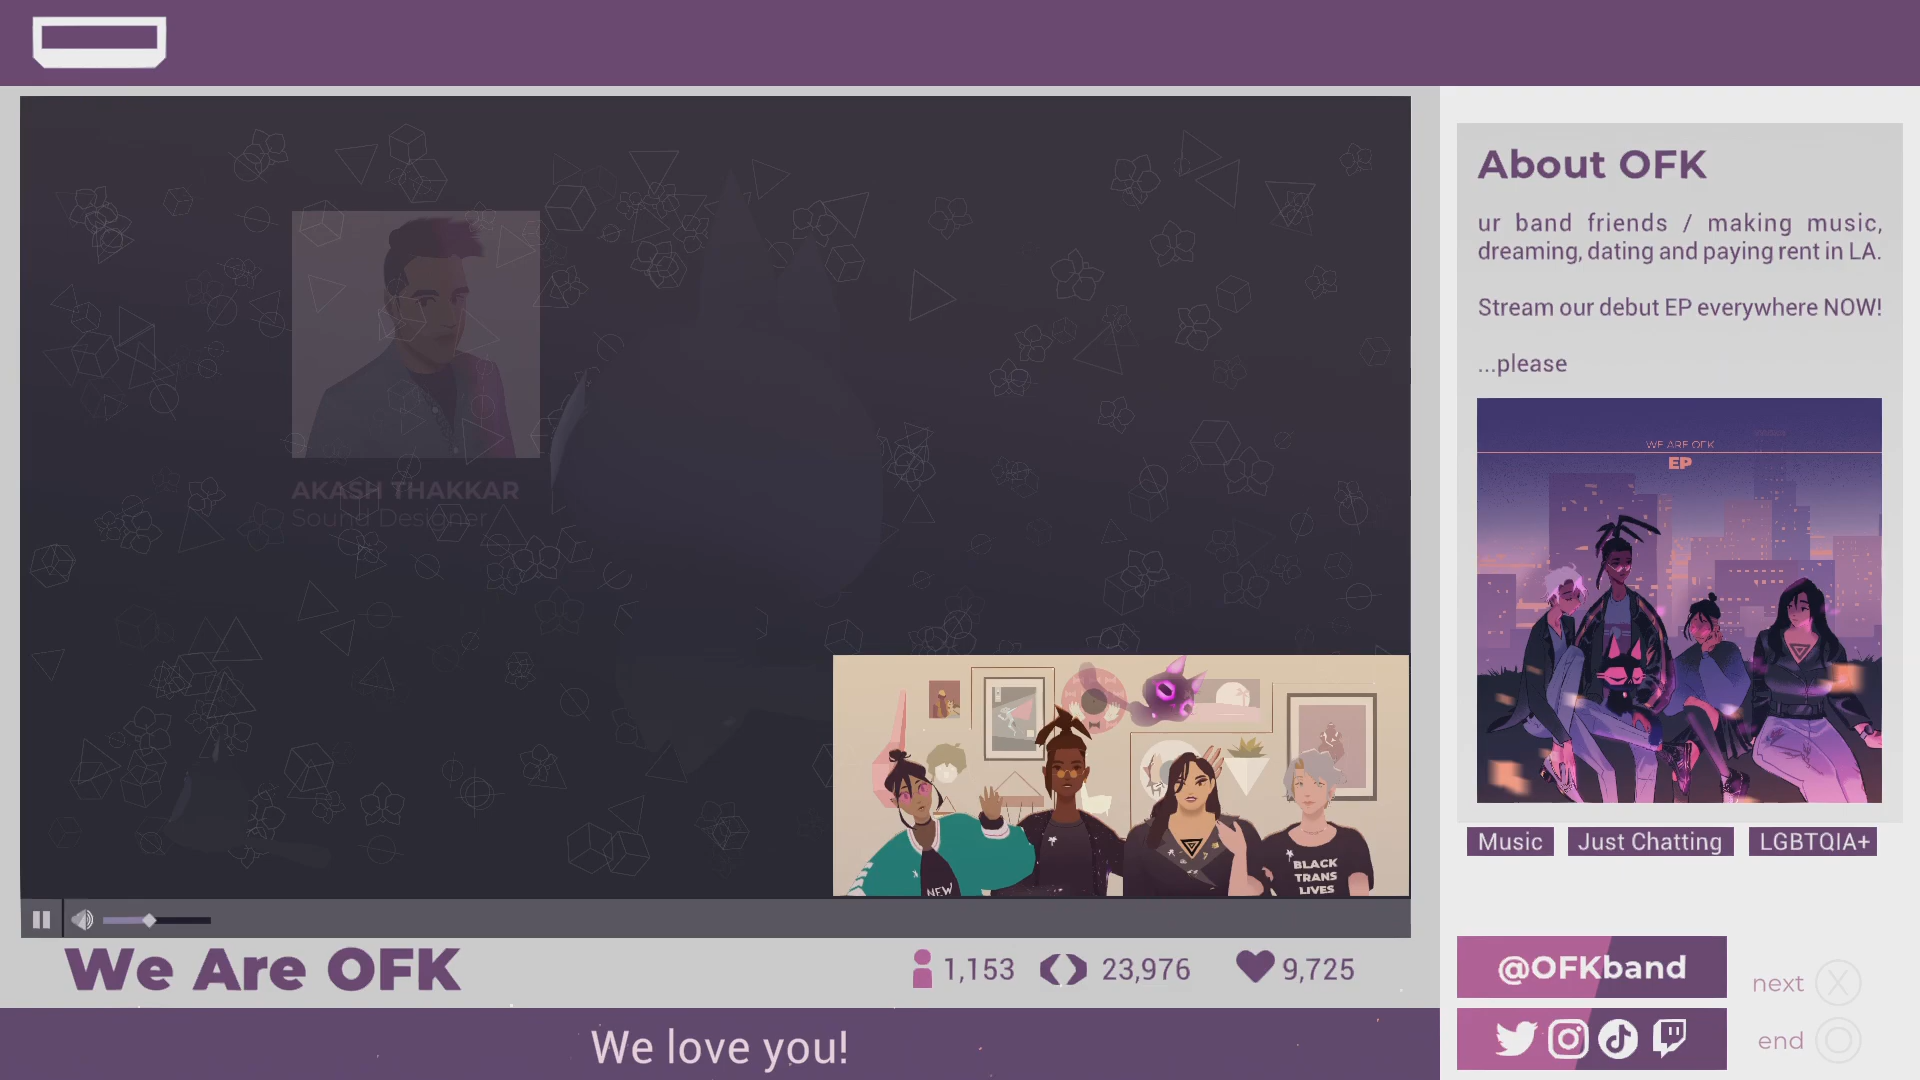 AKASH THAKKAR
Sound Designer
NEW
BLACK
TRANS
LIVES
We Are OFK
1,153
23,976
9,725
We love you!
About OFK
ur band friends / making music,
dreaming, dating and paying rent in LA.
Stream our debut EP everywhere NOW!
...please
WE ARE OFK
EP
Music
Just Chatting
LGBTQIA+
@OFKband
next X
end